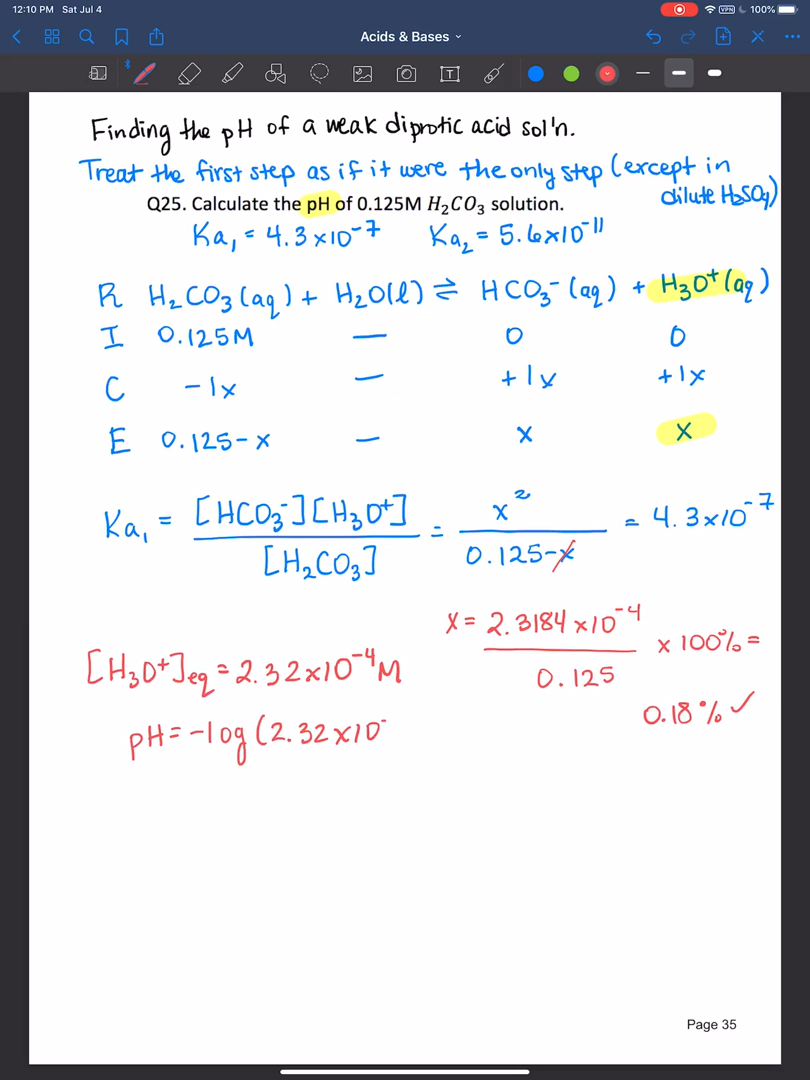 12:10 PM Sat Jul 4 VPN 100%
Acids & Bases
T
Finding the pH of a weak diprotic acid sol'n.
Treat the first step as if it were the only step (except in
dilute H₂SO₄)
Q25. Calculate the pH of 0.125M H₂CO₃ solution.
Ka₁ = 4.3×10⁻⁷ Ka₂ = 5.6×10⁻¹¹
R H₂CO₃(aq) + H₂O(l) ⇌ HCO₃⁻(aq) + H₃O⁺(aq)
I 0.125M — 0 0
C -1x — +1x +1x
E 0.125-x — x x
Ka₁ = [HCO₃⁻][H₃O⁺] / [H₂CO₃] = x² / 0.125-x = 4.3×10⁻⁷
x = 2.3184×10⁻⁴ / 0.125 × 100% =
0.18% ✓
[H₃O⁺]eq = 2.32×10⁻⁴ M
pH = -log(2.32×10⁻
Page 35